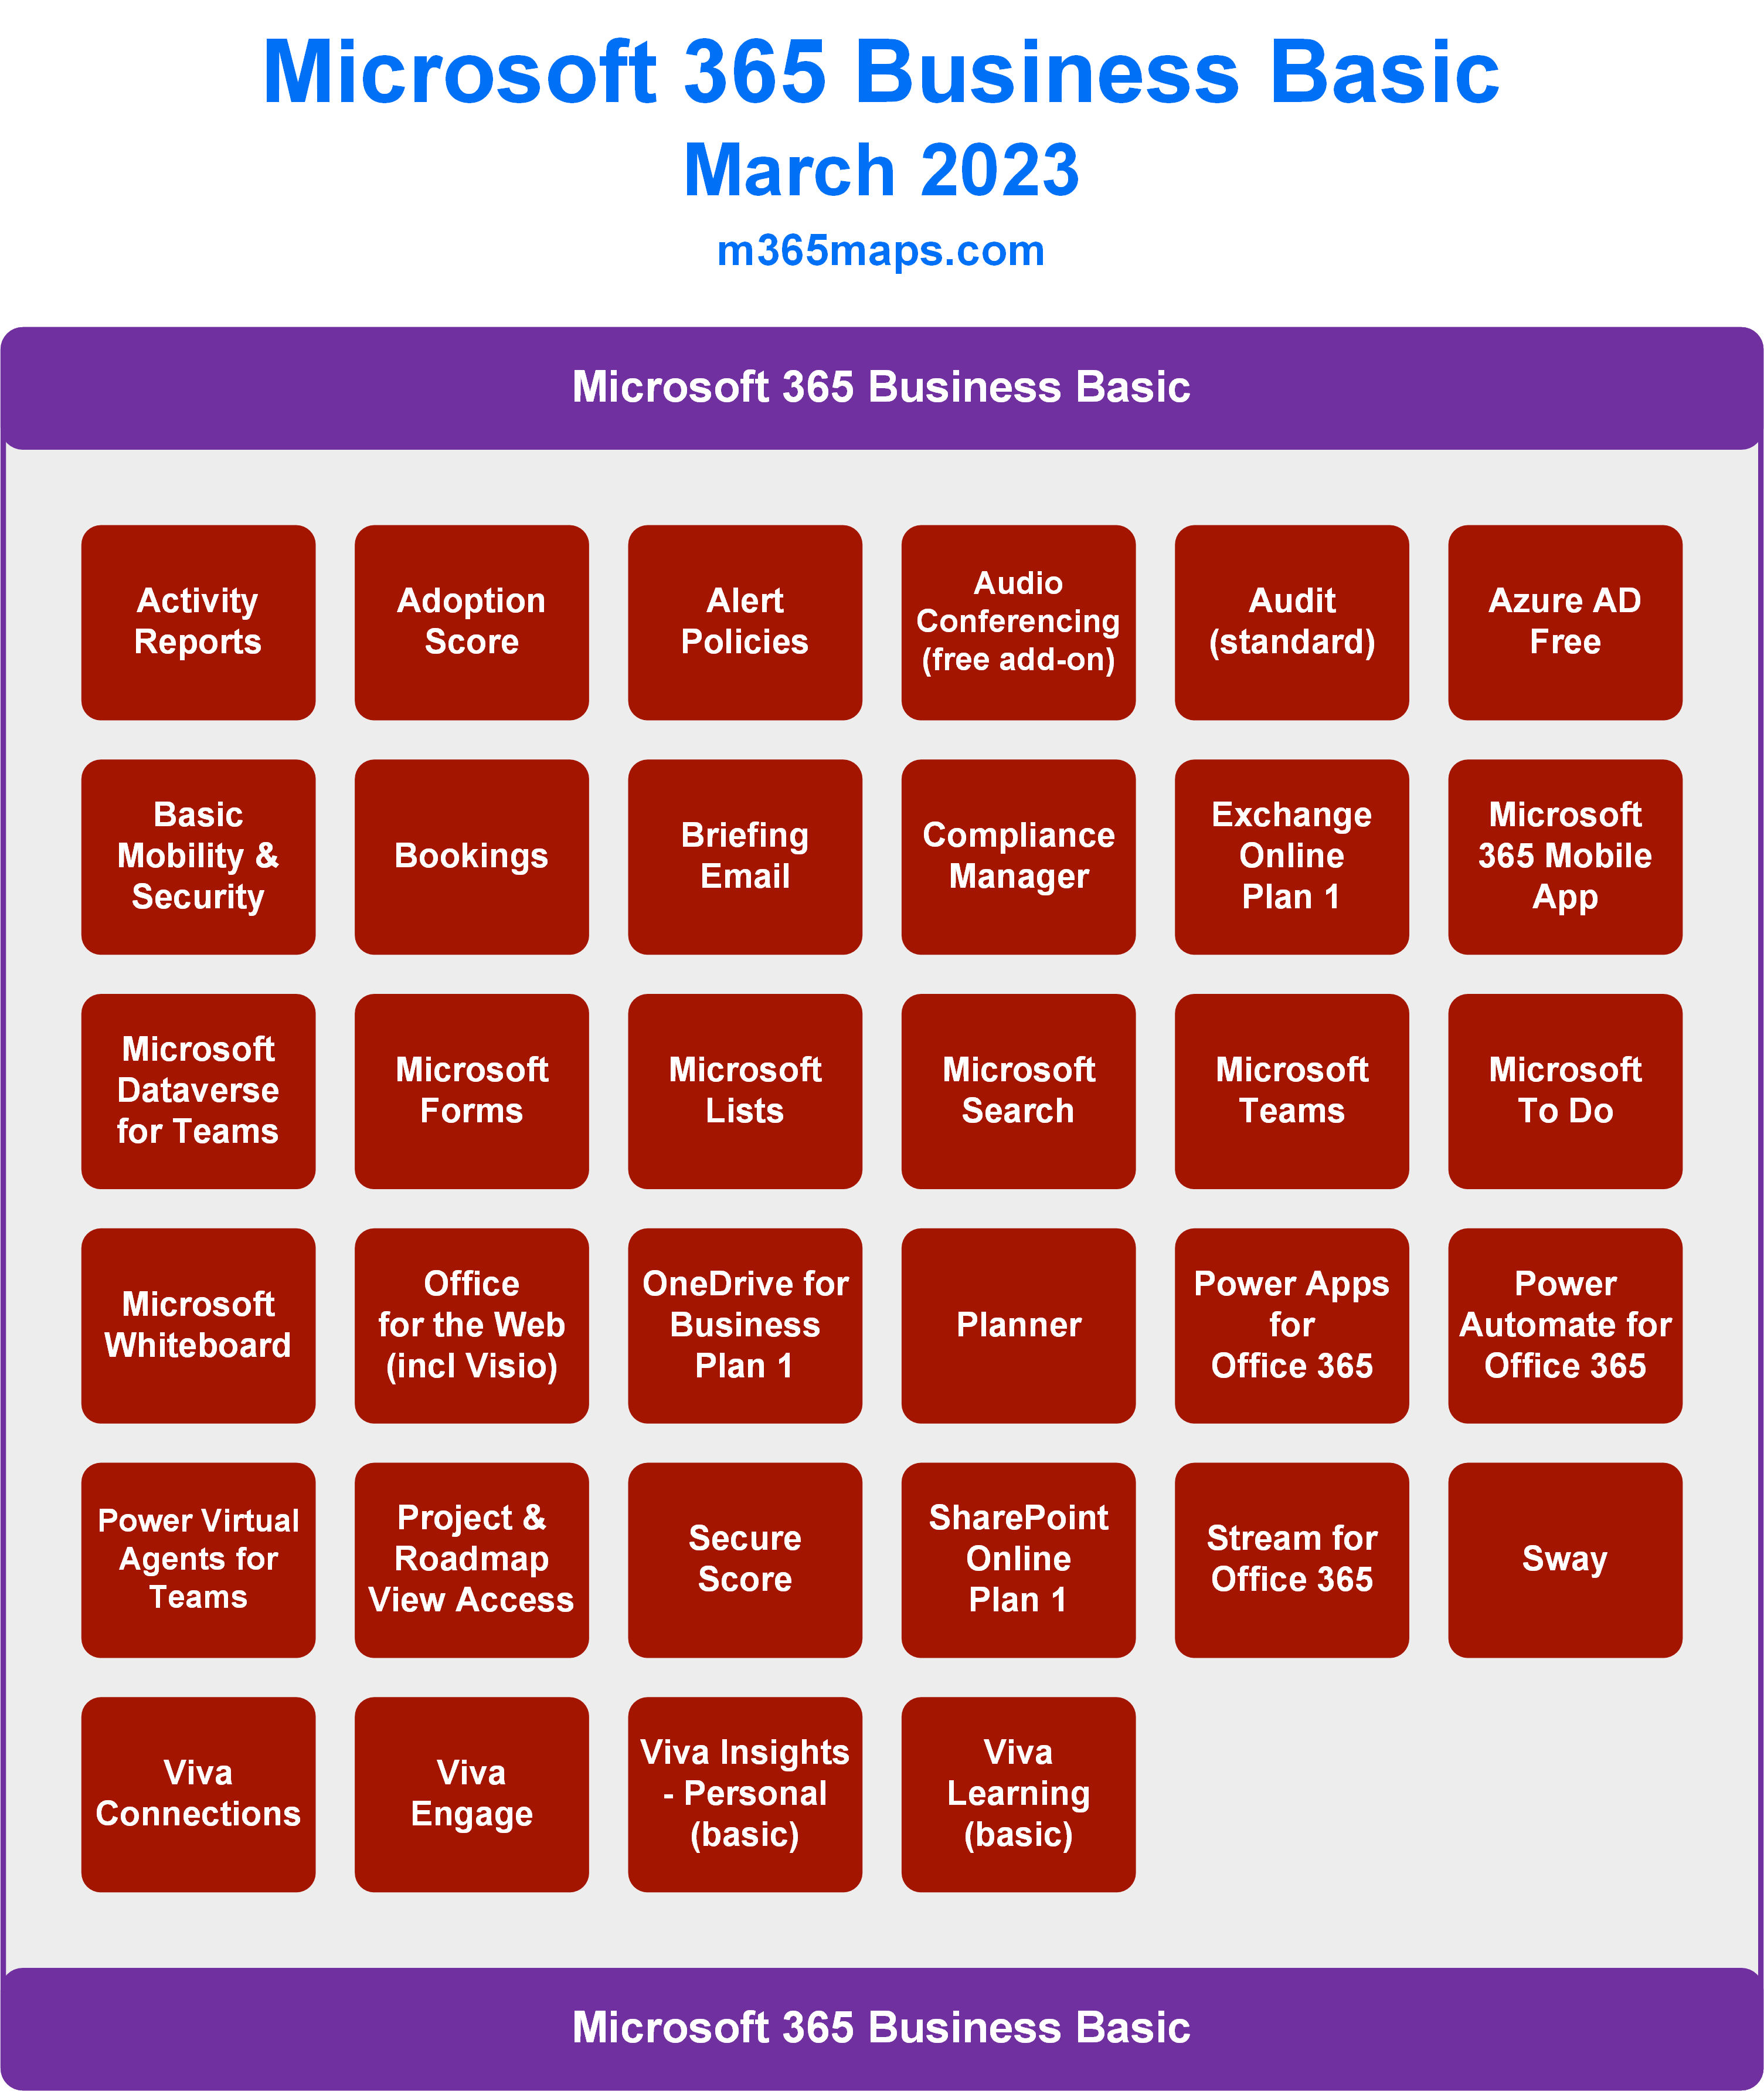 Microsoft 365 Business Basic
March 2023
m365maps.com
Microsoft 365 Business Basic
Activity
Reports
Adoption
Score
Alert
Policies
Audio
Conferencing
(free add-on)
Audit
(standard)
Azure AD
Free
Basic
Mobility &
Security
Bookings
Briefing
Email
Compliance
Manager
Exchange
Online
Plan 1
Microsoft
365 Mobile
App
Microsoft
Dataverse
for Teams
Microsoft
Forms
Microsoft
Lists
Microsoft
Search
Microsoft
Teams
Microsoft
To Do
Microsoft
Whiteboard
Office
for the Web
(incl Visio)
OneDrive for
Business
Plan 1
Planner
Power Apps
for
Office 365
Power
Automate for
Office 365
Power Virtual
Agents for
Teams
Project &
Roadmap
View Access
Secure
Score
SharePoint
Online
Plan 1
Stream for
Office 365
Sway
Viva
Connections
Viva
Engage
Viva Insights
- Personal
(basic)
Viva
Learning
(basic)
Microsoft 365 Business Basic